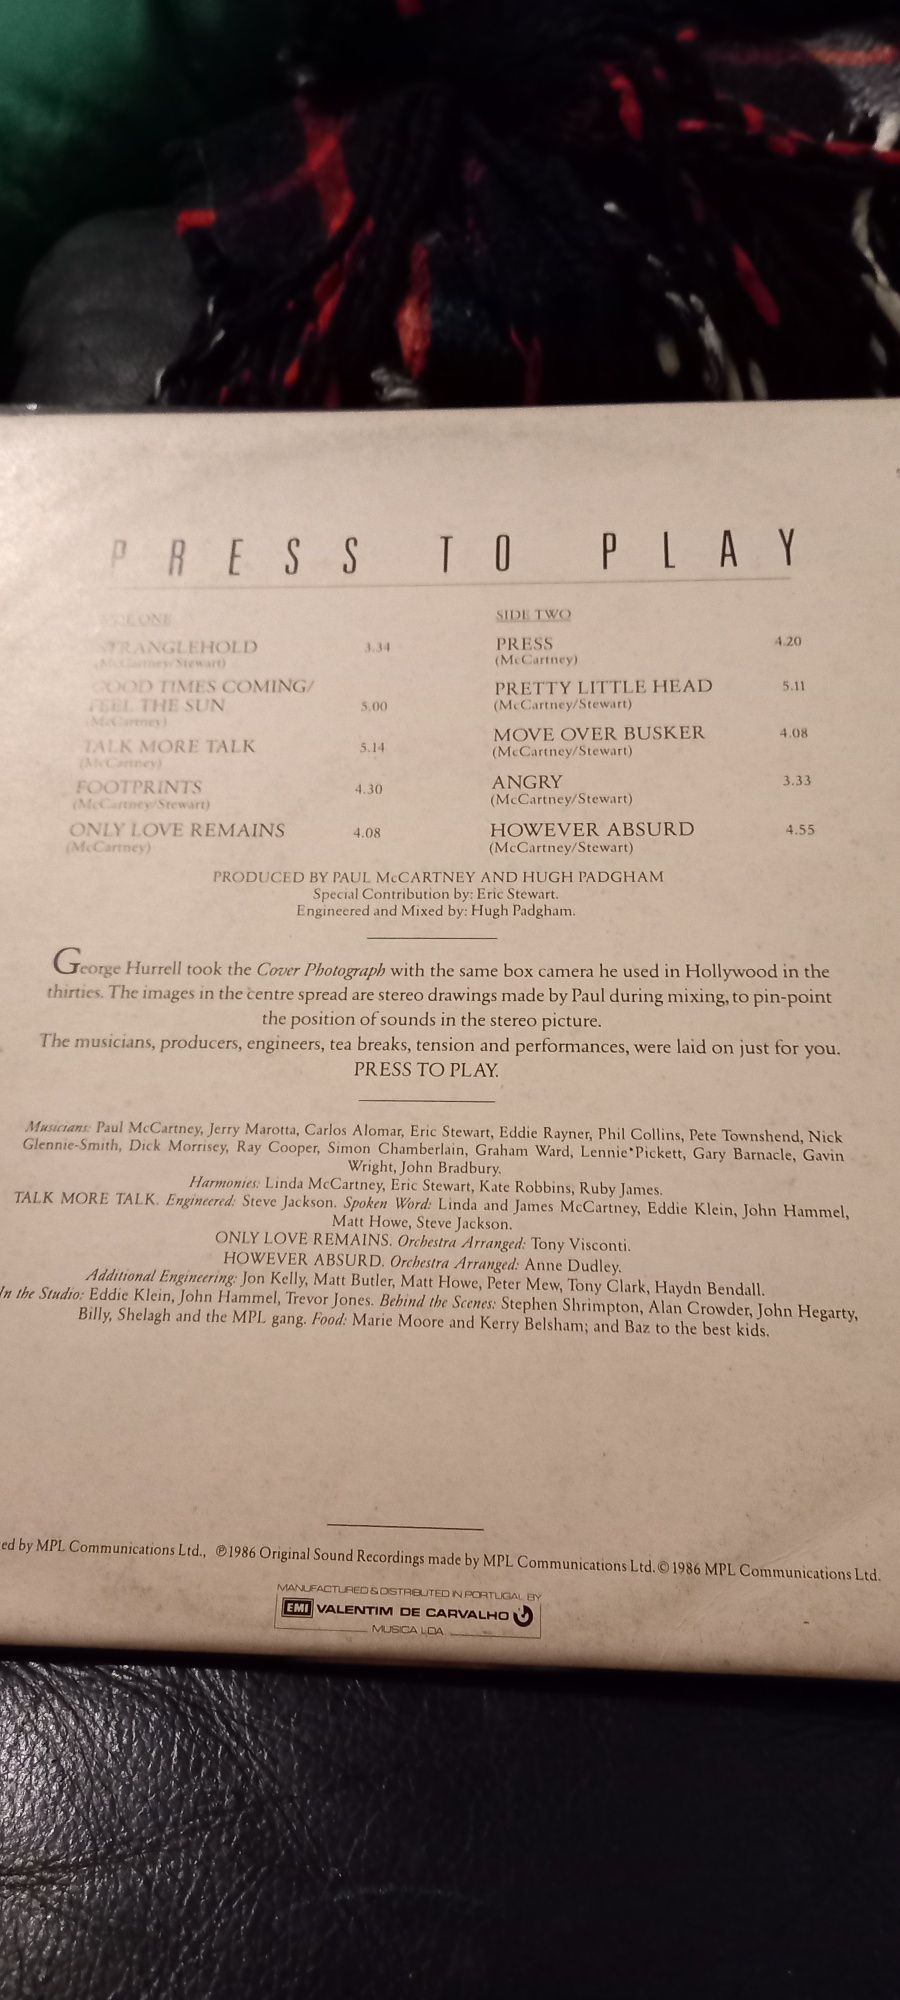 PRESS TO PLAY
SIDE ONE
STRANGLEHOLD 3.34
(McCartney/Stewart)
GOOD TIMES COMING/
FEEL THE SUN 5.00
(McCartney)
TALK MORE TALK 5.14
(McCartney)
FOOTPRINTS 4.30
(McCartney/Stewart)
ONLY LOVE REMAINS 4.08
(McCartney)
SIDE TWO
PRESS 4.20
(McCartney)
PRETTY LITTLE HEAD 5.11
(McCartney/Stewart)
MOVE OVER BUSKER 4.08
(McCartney/Stewart)
ANGRY 3.33
(McCartney/Stewart)
HOWEVER ABSURD 4.55
(McCartney/Stewart)
PRODUCED BY PAUL McCARTNEY AND HUGH PADGHAM
Special Contribution by: Eric Stewart.
Engineered and Mixed by: Hugh Padgham.
George Hurrell took the Cover Photograph with the same box camera he used in Hollywood in the
thirties. The images in the centre spread are stereo drawings made by Paul during mixing, to pin-point
the position of sounds in the stereo picture.
The musicians, producers, engineers, tea breaks, tension and performances, were laid on just for you.
PRESS TO PLAY.
Musicians: Paul McCartney, Jerry Marotta, Carlos Alomar, Eric Stewart, Eddie Rayner, Phil Collins, Pete Townshend, Nick
Glennie-Smith, Dick Morrisey, Ray Cooper, Simon Chamberlain, Graham Ward, Lennie Pickett, Gary Barnacle, Gavin
Wright, John Bradbury.
Harmonies: Linda McCartney, Eric Stewart, Kate Robbins, Ruby James.
TALK MORE TALK. Engineered: Steve Jackson. Spoken Word: Linda and James McCartney, Eddie Klein, John Hammel,
Matt Howe, Steve Jackson.
ONLY LOVE REMAINS. Orchestra Arranged: Tony Visconti.
HOWEVER ABSURD. Orchestra Arranged: Anne Dudley.
Additional Engineering: Jon Kelly, Matt Butler, Matt Howe, Peter Mew, Tony Clark, Haydn Bendall.
In the Studio: Eddie Klein, John Hammel, Trevor Jones. Behind the Scenes: Stephen Shrimpton, Alan Crowder, John Hegarty,
Billy, Shelagh and the MPL gang. Food: Marie Moore and Kerry Belsham; and Baz to the best kids.
ed by MPL Communications Ltd., ℗1986 Original Sound Recordings made by MPL Communications Ltd. ©1986 MPL Communications Ltd.
MANUFACTURED & DISTRIBUTED IN PORTUGAL BY
EMI VALENTIM DE CARVALHO
MUSICA LDA